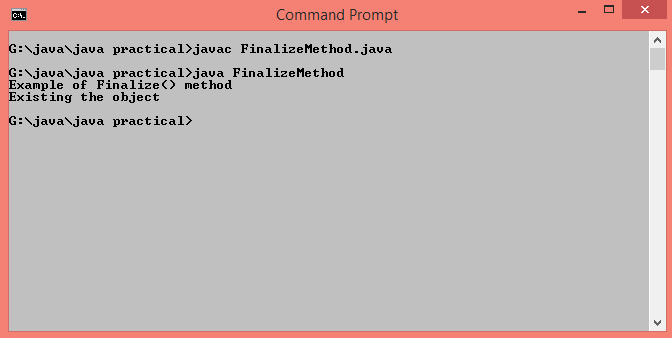 Command Prompt
G:\java\java practical>javac FinalizeMethod.java
G:\java\java practical>java FinalizeMethod
Example of Finalize() method
Existing the object
G:\java\java practical>